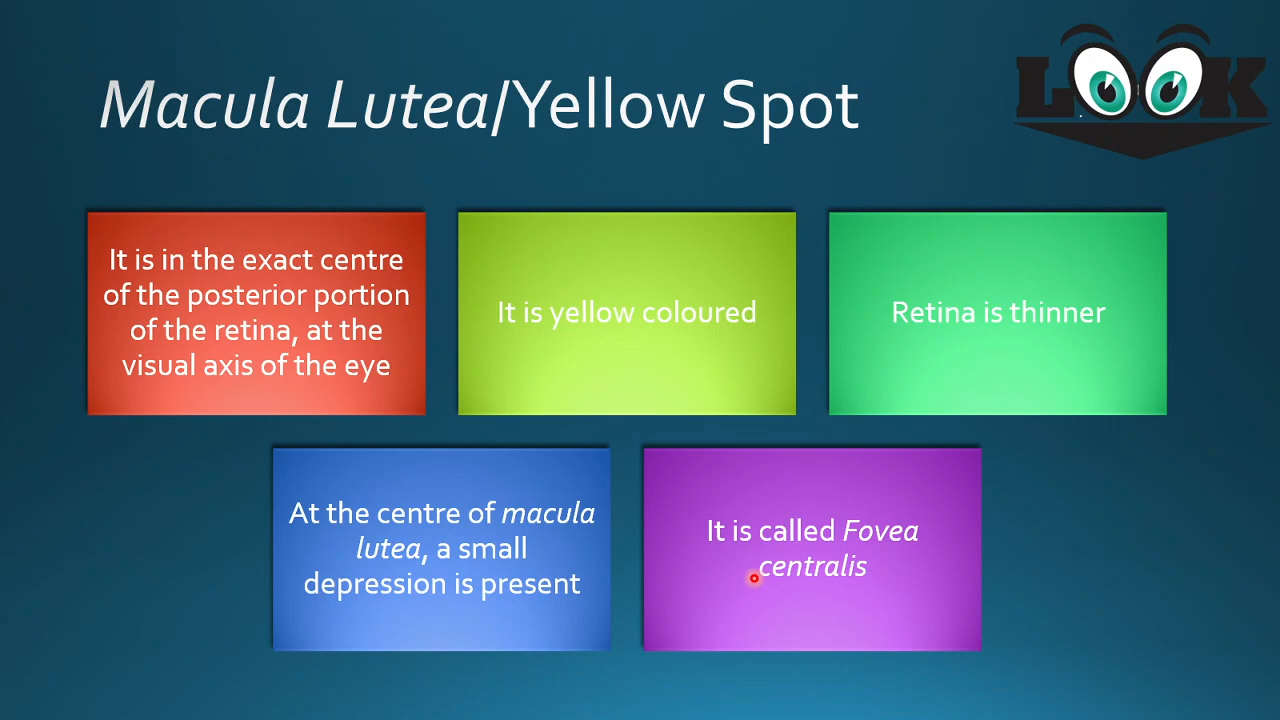 LOOK
Macula Lutea/Yellow Spot
It is in the exact centre
of the posterior portion
of the retina, at the
visual axis of the eye
It is yellow coloured
Retina is thinner
At the centre of macula
lutea, a small
depression is present
It is called Fovea
centralis